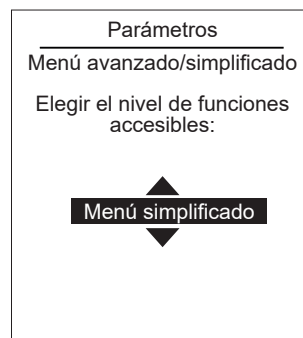 Parámetros
Menú avanzado/simplificado
Elegir el nivel de funciones
accesibles:
Menú simplificado